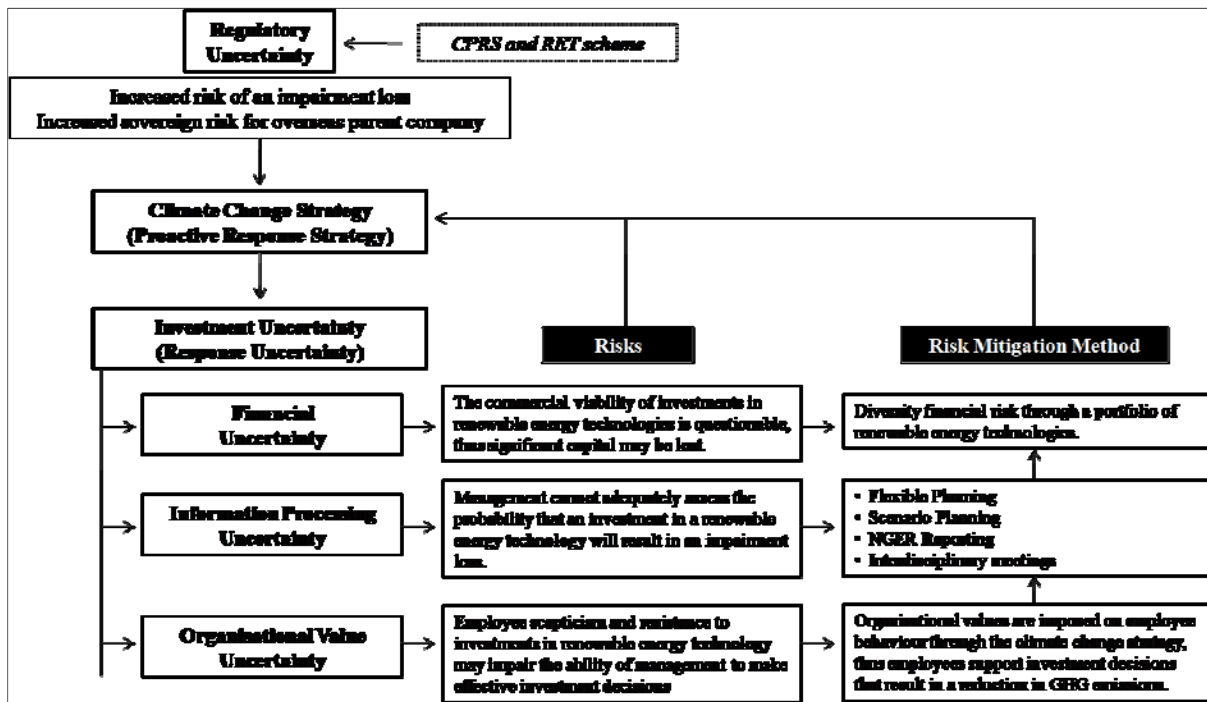 Regulatory
Uncertainty
CPRS and RET scheme
Increased risk of an impairment loss
Increased sovereign risk for overseas parent company
Climate Change Strategy
(Proactive Response Strategy)
Investment Uncertainty
(Response Uncertainty)
Risks
Risk Mitigation Method
Financial
Uncertainty
The commercial viability of investments in
renewable energy technologies is questionable,
thus significant capital may be lost.
Diversity financial risk through a portfolio of
renewable energy technologies.
Information Processing
Uncertainty
Management cannot adequately assess the
probability that an investment in a renewable
energy technology will result in an impairment
loss.
• Flexible Planning
• Scenario Planning
• NGER Reporting
• Interdisciplinary meetings
Organisational Value
Uncertainty
Employee scepticism and resistance to
investments in renewable energy technology
may impair the ability of management to make
effective investment decisions
Organisational values are imposed on employee
behaviour through the climate change strategy,
thus employees support investment decisions
that result in a reduction in GHG emissions.